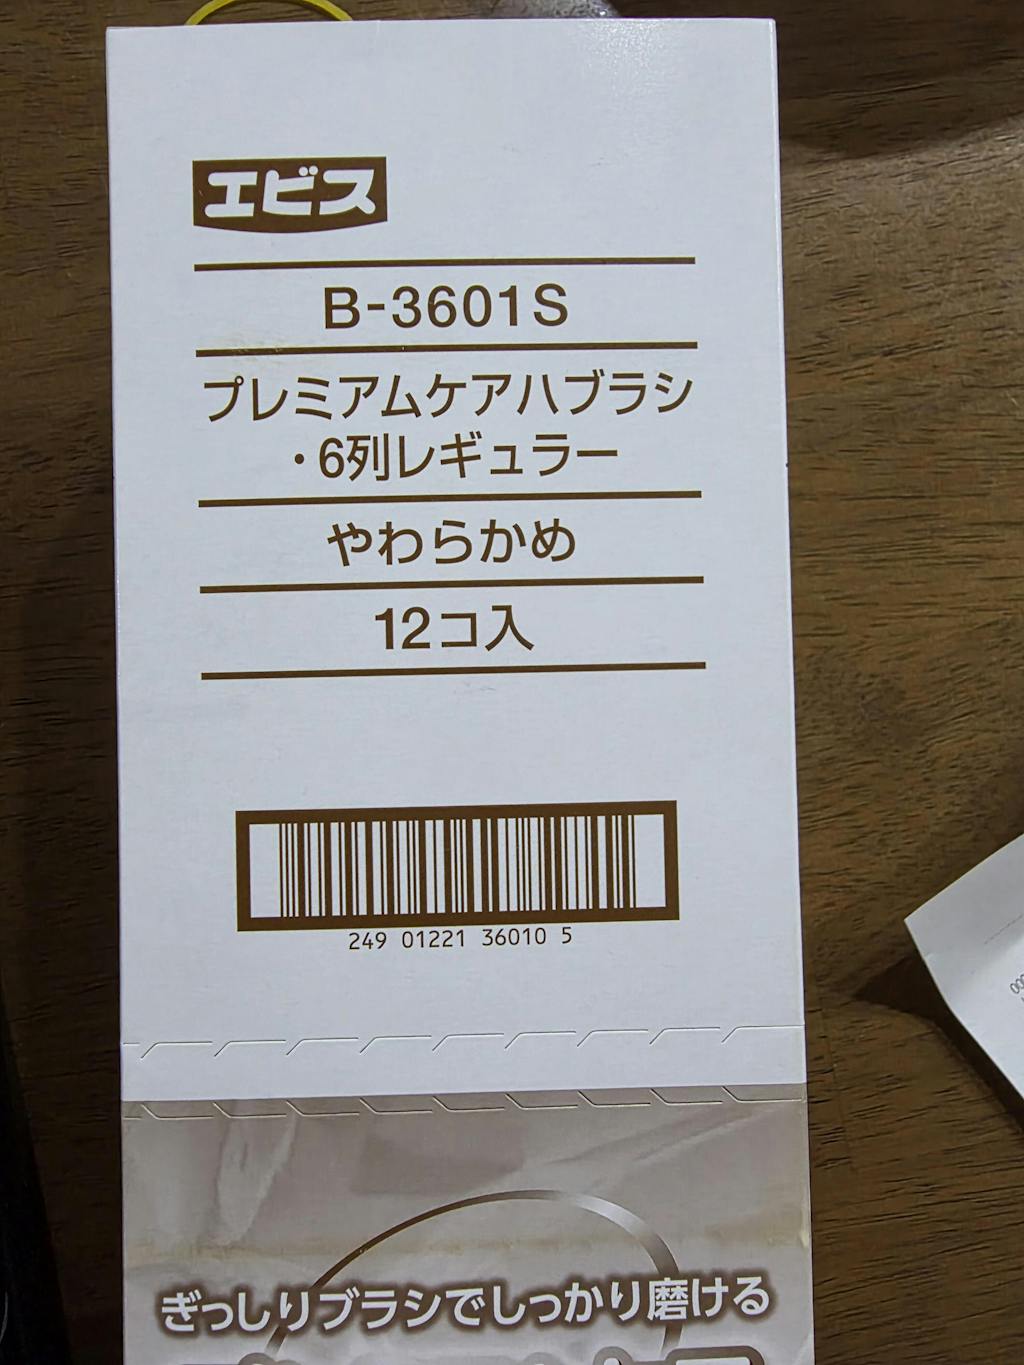 エビス
B-3601S
プレミアムケアハブラシ
・6列レギュラー
やわらかめ
12コ入
249 01221 36010 5
ぎっしりブラシでしっかり磨ける